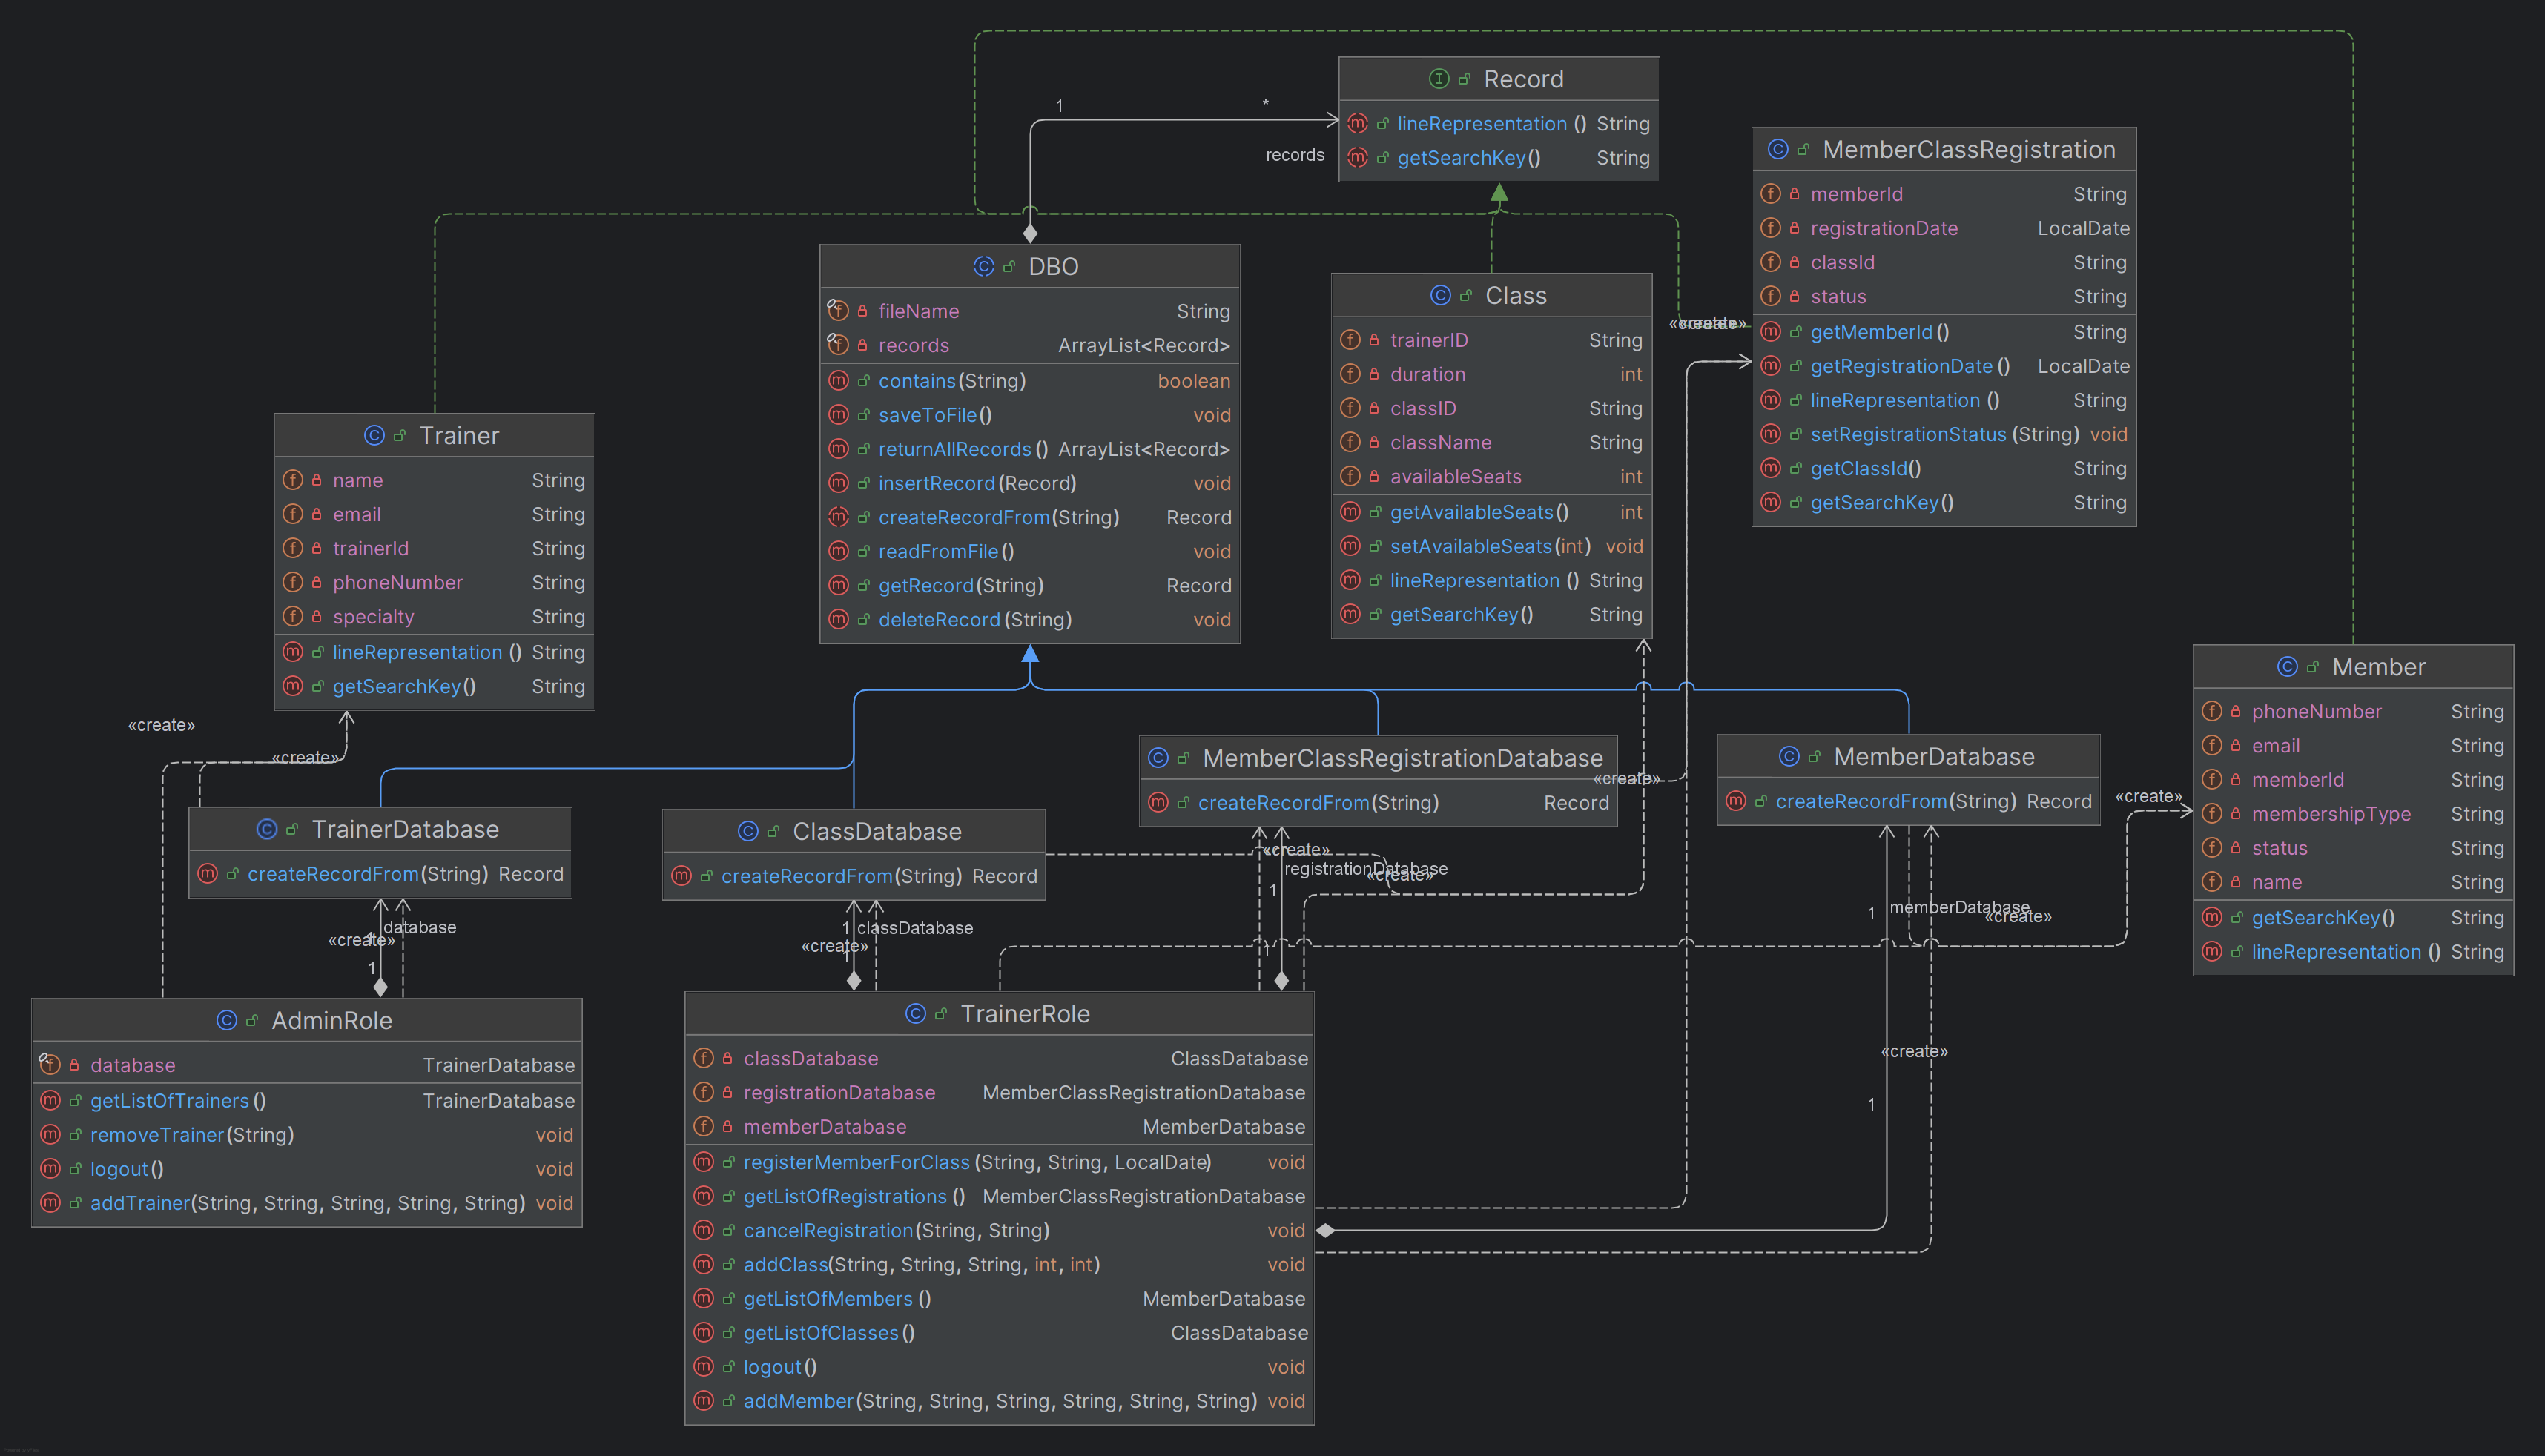 Record
lineRepresentation () String
getSearchKey() String
1
*
records
MemberClassRegistration
memberId String
registrationDate LocalDate
classId String
status String
getMemberId () String
getRegistrationDate () LocalDate
lineRepresentation () String
setRegistrationStatus (String) void
getClassId() String
getSearchKey() String
«create»
DBO
fileName String
records ArrayList<Record>
contains(String) boolean
saveToFile() void
returnAllRecords () ArrayList<Record>
insertRecord(Record) void
createRecordFrom(String) Record
readFromFile() void
getRecord(String) Record
deleteRecord(String) void
Class
trainerID String
duration int
classID String
className String
availableSeats int
getAvailableSeats() int
setAvailableSeats(int) void
lineRepresentation () String
getSearchKey() String
Trainer
name String
email String
trainerId String
phoneNumber String
specialty String
lineRepresentation () String
getSearchKey() String
Member
phoneNumber String
email String
memberId String
membershipType String
status String
name String
getSearchKey() String
lineRepresentation () String
«create»
«create»
MemberClassRegistrationDatabase
createRecordFrom(String) Record
«create»
MemberDatabase
createRecordFrom(String) Record
«create»
TrainerDatabase
createRecordFrom(String) Record
ClassDatabase
createRecordFrom(String) Record
«create»
registrationDatabase
«create»
1
1
memberDatabase
«create»
database
«create»
1
1
1 classDatabase
«create»
1
1
AdminRole
database TrainerDatabase
getListOfTrainers () TrainerDatabase
removeTrainer(String) void
logout() void
addTrainer(String, String, String, String, String) void
TrainerRole
classDatabase ClassDatabase
registrationDatabase MemberClassRegistrationDatabase
memberDatabase MemberDatabase
registerMemberForClass (String, String, LocalDate) void
getListOfRegistrations () MemberClassRegistrationDatabase
cancelRegistration(String, String) void
addClass(String, String, String, int, int) void
getListOfMembers () MemberDatabase
getListOfClasses() ClassDatabase
logout() void
addMember(String, String, String, String, String, String) void
«create»
1